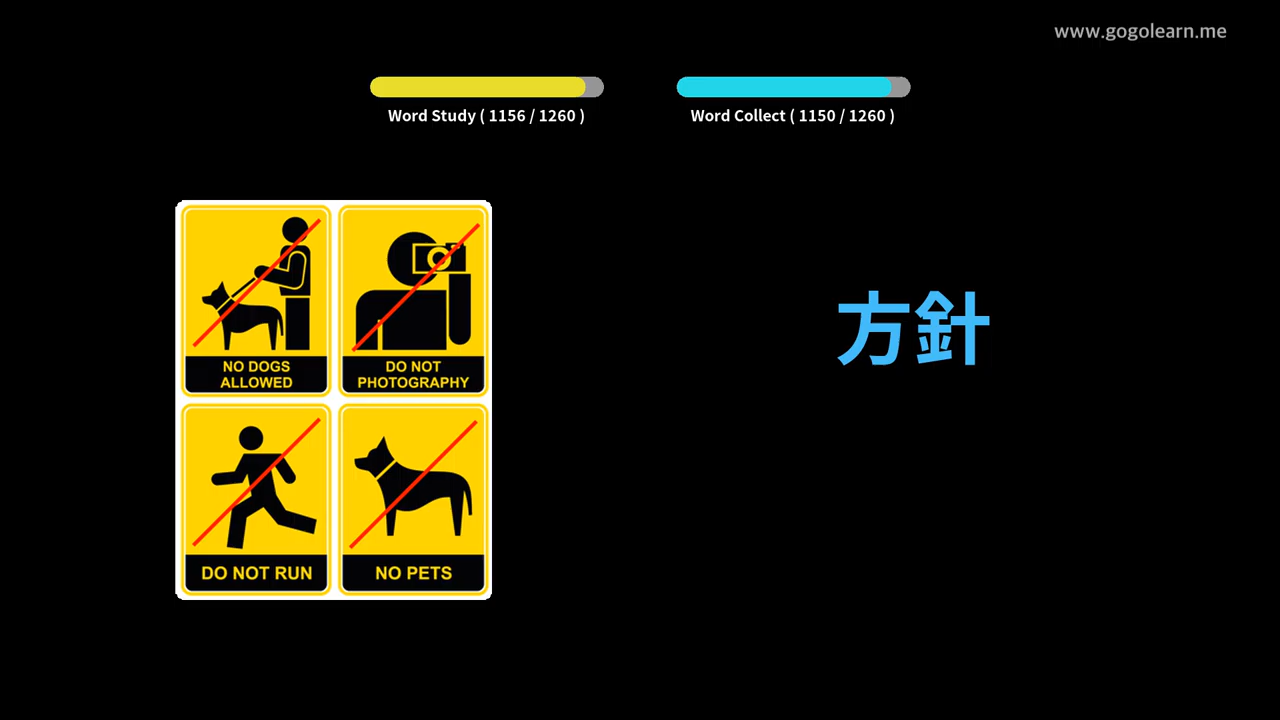 www.gogolearn.me
Word Study ( 1156 / 1260 )
Word Collect ( 1150 / 1260 )
NO DOGS
ALLOWED
DO NOT
PHOTOGRAPHY
方針
DO NOT RUN
NO PETS